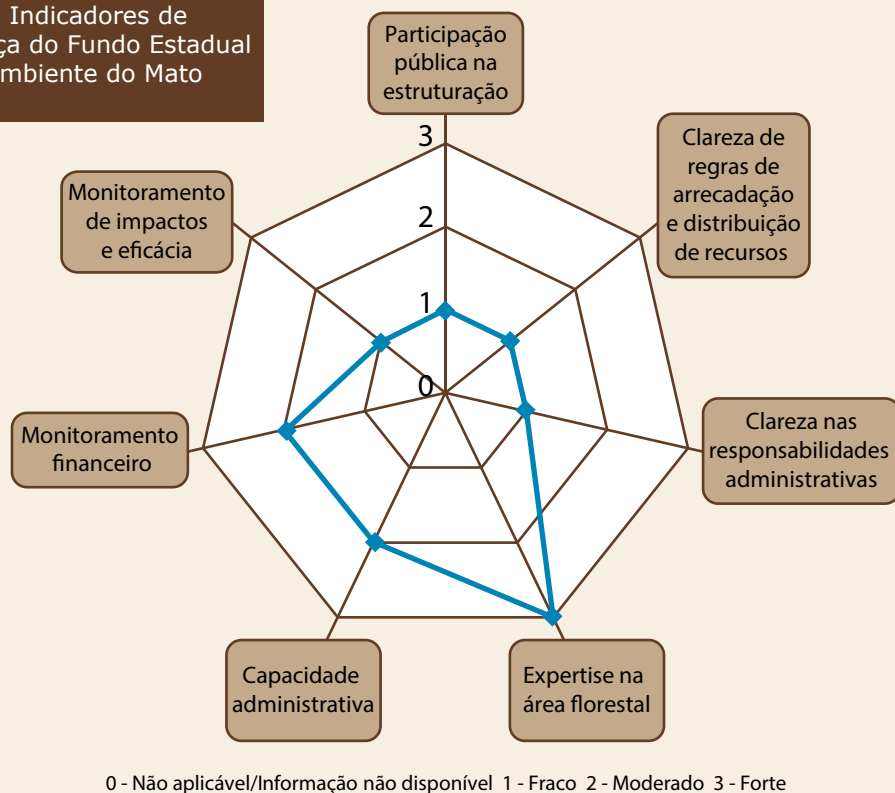 Indicadores de
do Fundo Estadual
do Mato
Participação
pública na
estruturação
Clareza de
regras de
arrecadação
e distribuição
de recursos
Monitoramento
de impactos
e eficácia
3
2
1
0
Monitoramento
financeiro
Clareza nas
responsabilidades
administrativas
Capacidade
administrativa
Expertise na
área florestal
0 - Não aplicável/Informação não disponível 1 - Fraco 2 - Moderado 3 - Forte